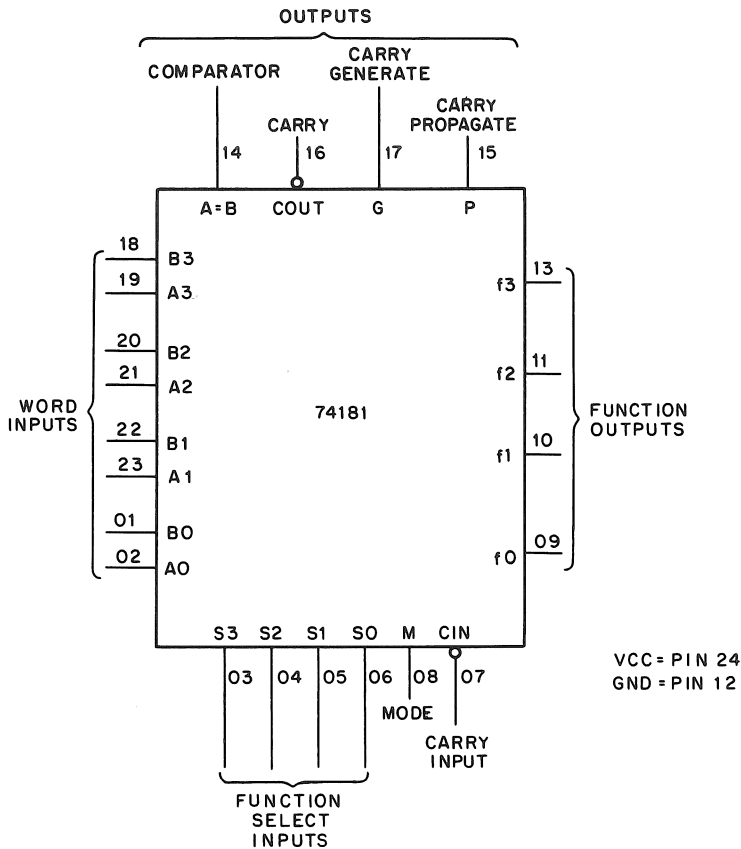 OUTPUTS
COMPARATOR
CARRY
CARRY
GENERATE
CARRY
PROPAGATE
14
16
17
15
A=B
COUT
G
P
WORD
INPUTS
18
B3
19
A3
20
B2
21
A2
22
B1
23
A1
01
B0
02
A0
74181
f3
13
f2
11
f1
10
f0
09
FUNCTION
OUTPUTS
S3
S2
S1
S0
M
CIN
03
04
05
06
08
07
MODE
CARRY
INPUT
FUNCTION
SELECT
INPUTS
VCC = PIN 24
GND = PIN 12